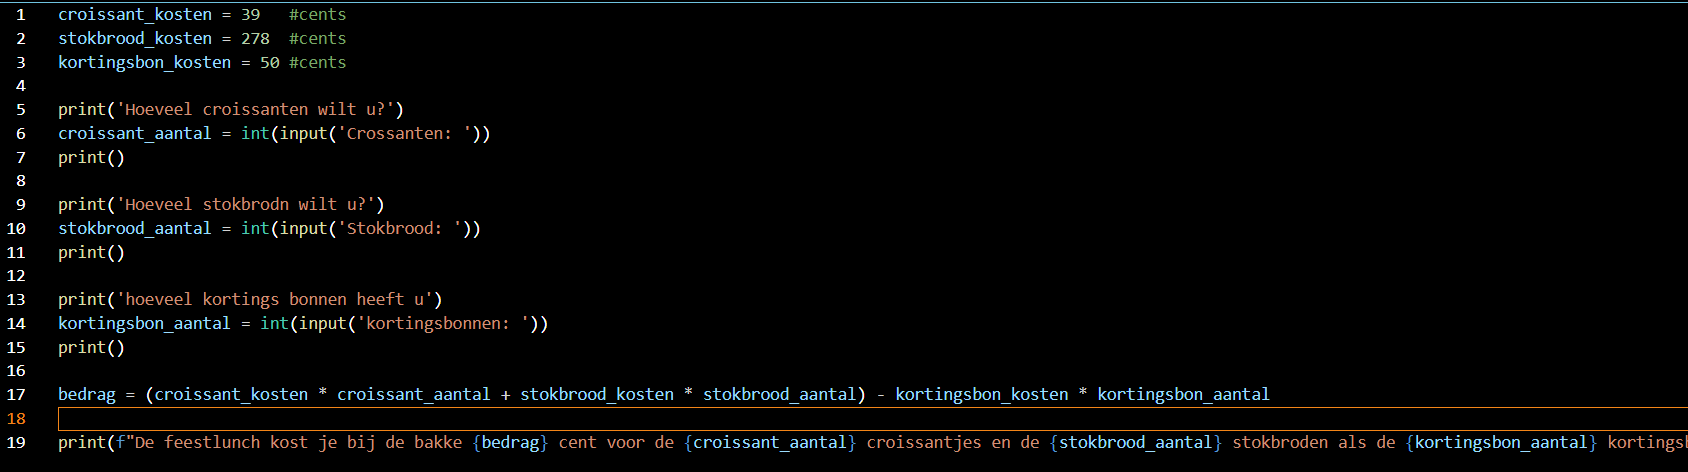 1 croissant_kosten = 39 #cents
2 stokbrood_kosten = 278 #cents
3 kortingsbon_kosten = 50 #cents
4
5 print('Hoeveel croissanten wilt u?')
6 croissant_aantal = int(input('Crossanten: '))
7 print()
8
9 print('Hoeveel stokbrodn wilt u?')
10 stokbrood_aantal = int(input('Stokbrood: '))
11 print()
12
13 print('hoeveel kortings bonnen heeft u')
14 kortingsbon_aantal = int(input('kortingsbonnen: '))
15 print()
16
17 bedrag = (croissant_kosten * croissant_aantal + stokbrood_kosten * stokbrood_aantal) - kortingsbon_kosten * kortingsbon_aantal
18
19 print(f"De feestlunch kost je bij de bakke {bedrag} cent voor de {croissant_aantal} croissantjes en de {stokbrood_aantal} stokbroden als de {kortingsbon_aantal}